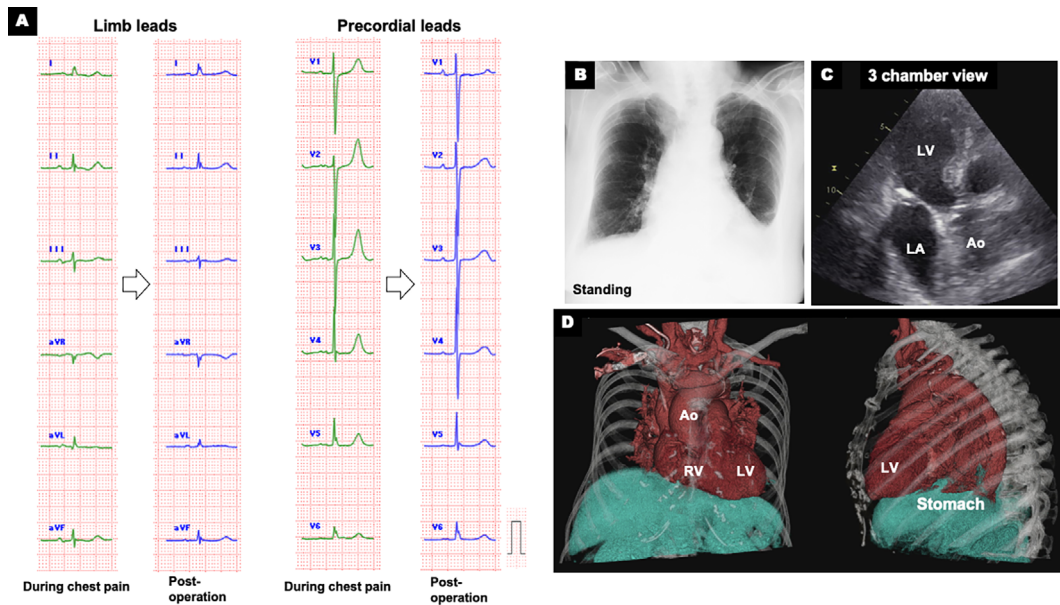 A
Limb leads
Precordial leads
I
I
V1
V1
II
II
V2
V2
III
III
V3
V3
aVR
aVR
V4
V4
aVL
aVL
V5
V5
aVF
aVF
V6
V6
During chest pain
Post-
operation
During chest pain
Post-
operation
B
Standing
C
3 chamber view
5
10
LV
LA
Ao
D
Ao
RV
LV
LV
Stomach